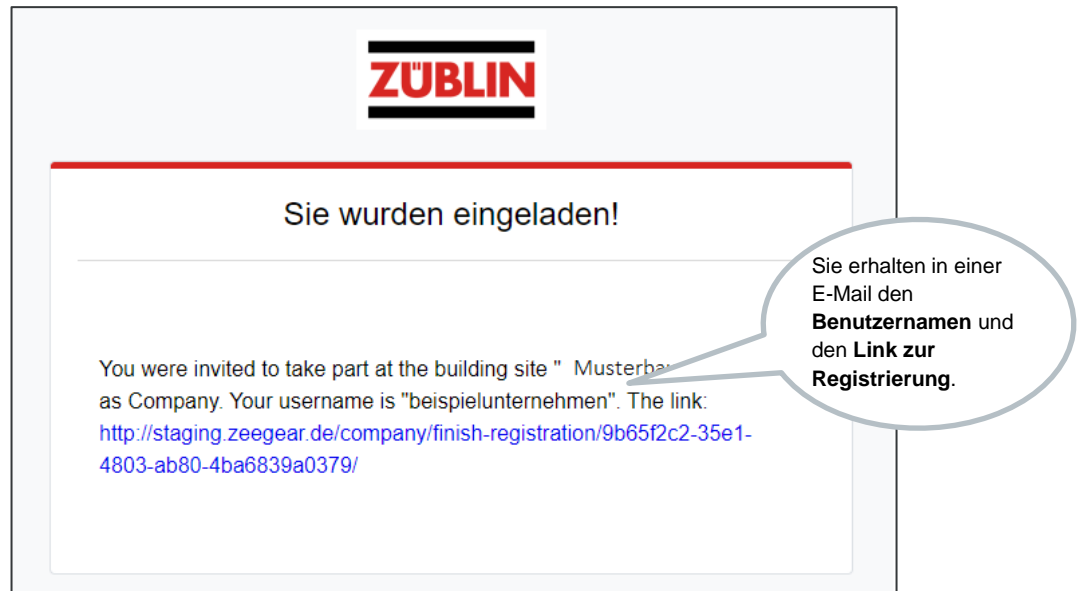 ZÜBLIN
Sie wurden eingeladen!
Sie erhalten in einer
E-Mail den
Benutzernamen und
den Link zur
Registrierung.
You were invited to take part at the building site "
as Company. Your username is "beispielunternehmen". The link:
http://staging.zeegear.de/company/finish-registration/9b65f2c2-35e1-
4803-ab80-4ba6839a0379/